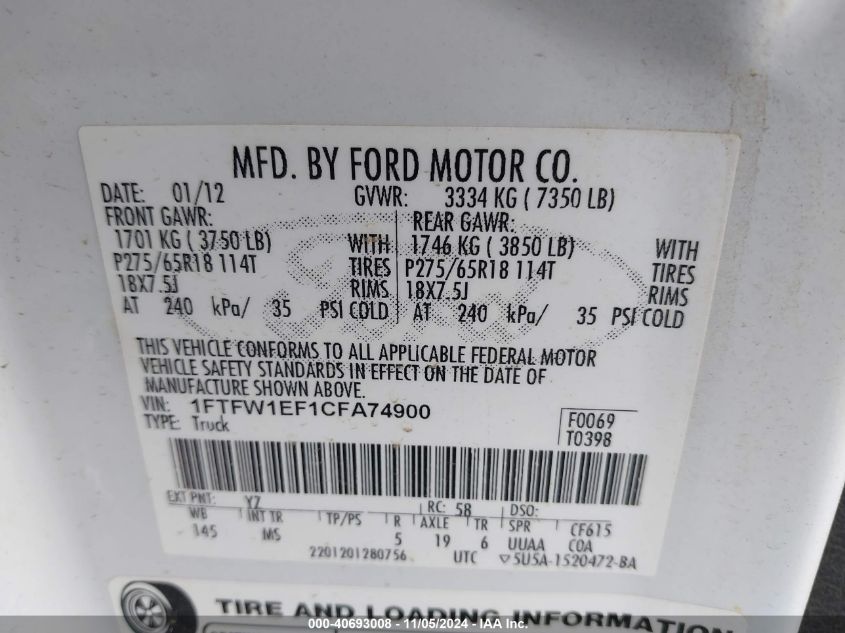 MFD. BY FORD MOTOR CO.
DATE: 01/12 GVWR: 3334 KG ( 7350 LB)
FRONT GAWR: REAR GAWR:
1701 KG ( 3750 LB) WITH 1746 KG ( 3850 LB) WITH
P275/65R18 114T TIRES P275/65R18 114T TIRES
18X7.5J RIMS 18X7.5J RIMS
AT 240 kPa/ 35 PSI COLD AT 240 kPa/ 35 PSI COLD
THIS VEHICLE CONFORMS TO ALL APPLICABLE FEDERAL MOTOR
VEHICLE SAFETY STANDARDS IN EFFECT ON THE DATE OF
MANUFACTURE SHOWN ABOVE.
VIN: 1FTFW1EF1CFA74900 F0069
TYPE: Truck T0398
EXT PNT: YZ RC: 58 DSO:
WB INT TR TP/PS R AXLE TR SPR CF615
145 MS 5 19 6 UUAA COA
2201201280756 UTC ▽5U5A-1520472-BA
TIRE AND LOADING INFORMATION
000-40693008 - 11/05/2024 - IAA Inc.